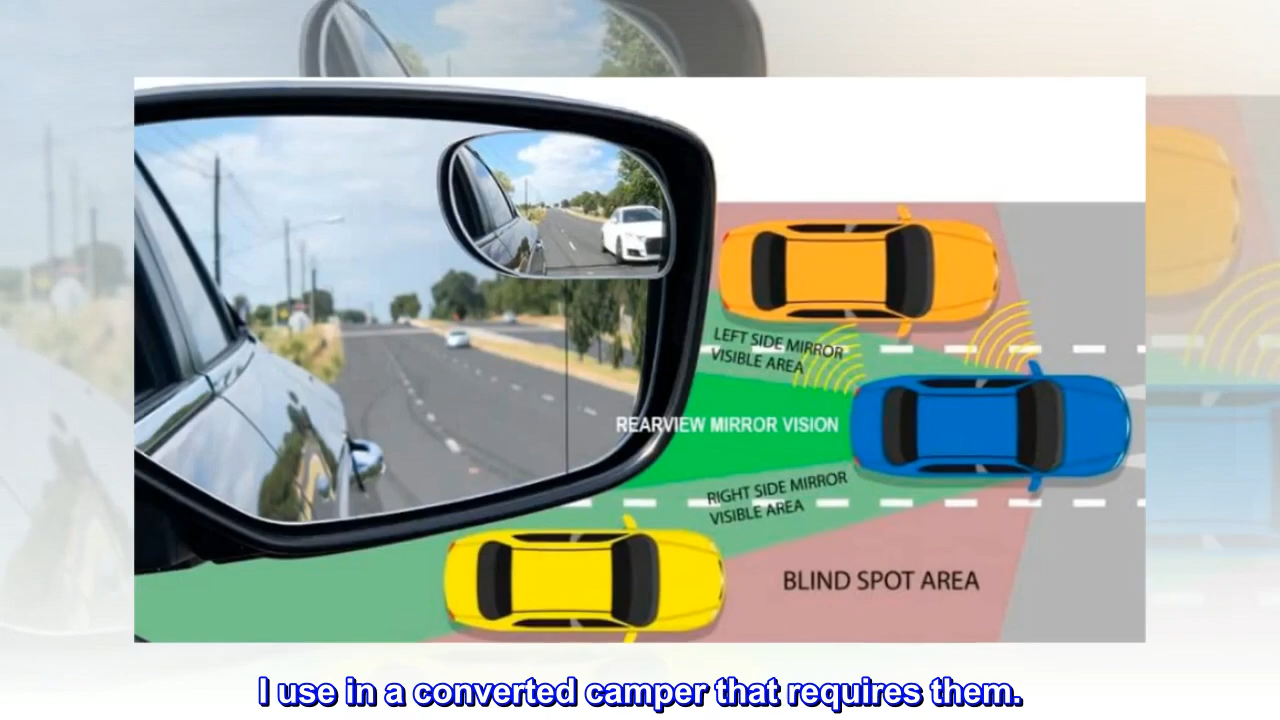 LEFT SIDE MIRROR
VISIBLE AREA
REARVIEW MIRROR VISION
RIGHT SIDE MIRROR
VISIBLE AREA
BLIND SPOT AREA
I use in a converted camper that requires them.